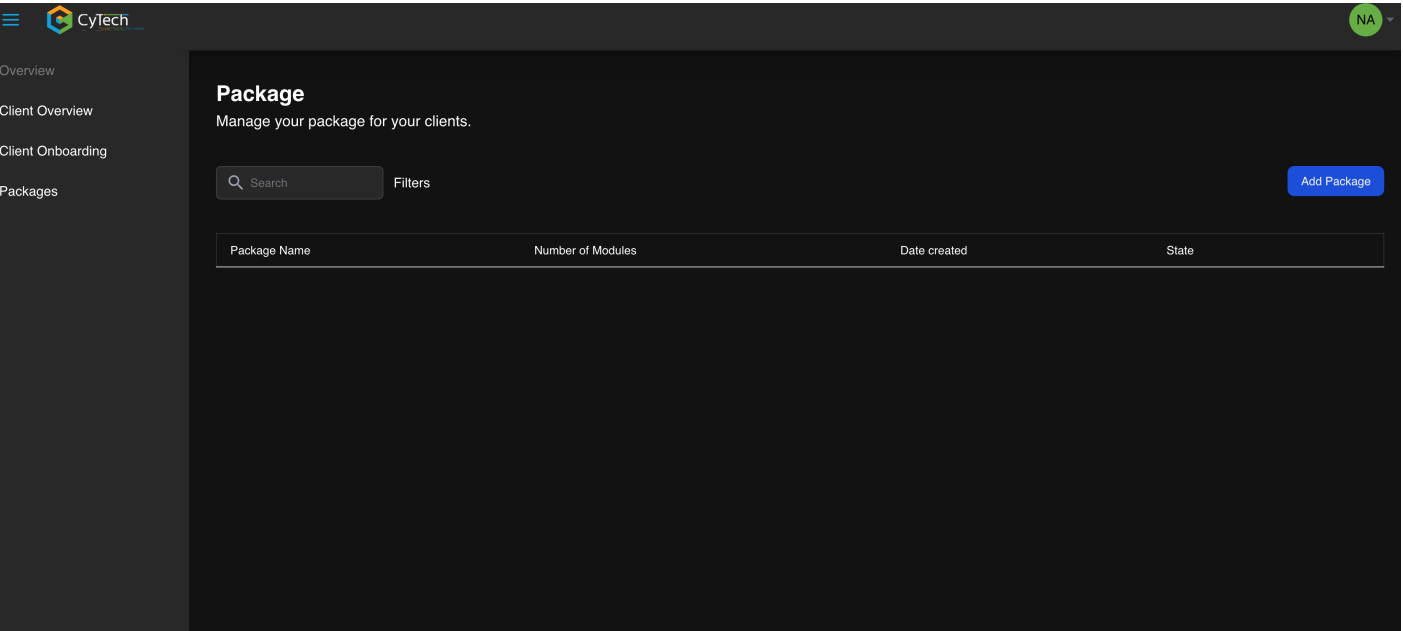 CyTech
NA
Overview
Client Overview
Client Onboarding
Packages
Package
Manage your package for your clients.
Search
Filters
Add Package
Package Name Number of Modules Date created State